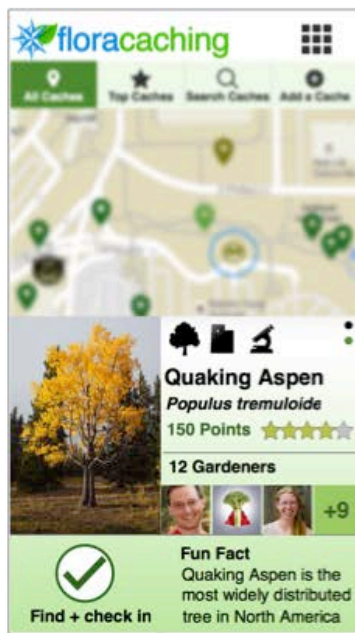 floracaching
All Caches Top Caches Search Caches Add a Cache
Quaking Aspen
Populus tremuloide
150 Points
12 Gardeners
+9
Find + check in
Fun Fact
Quaking Aspen is the
most widely distributed
tree in North America